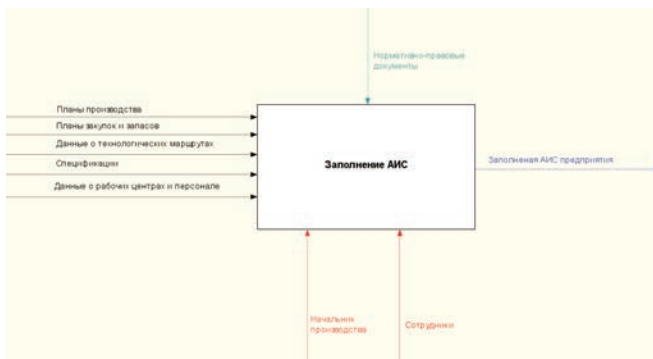 Нормативно-правовые
документы
Планы производства
Планы закупок и запасов
Данные о технологических маршрутах
Спецификации
Данные о рабочих центрах и персонале
Заполнение АИС
Заполненая АИС предприятия
Начальник
производства
Сотрудники